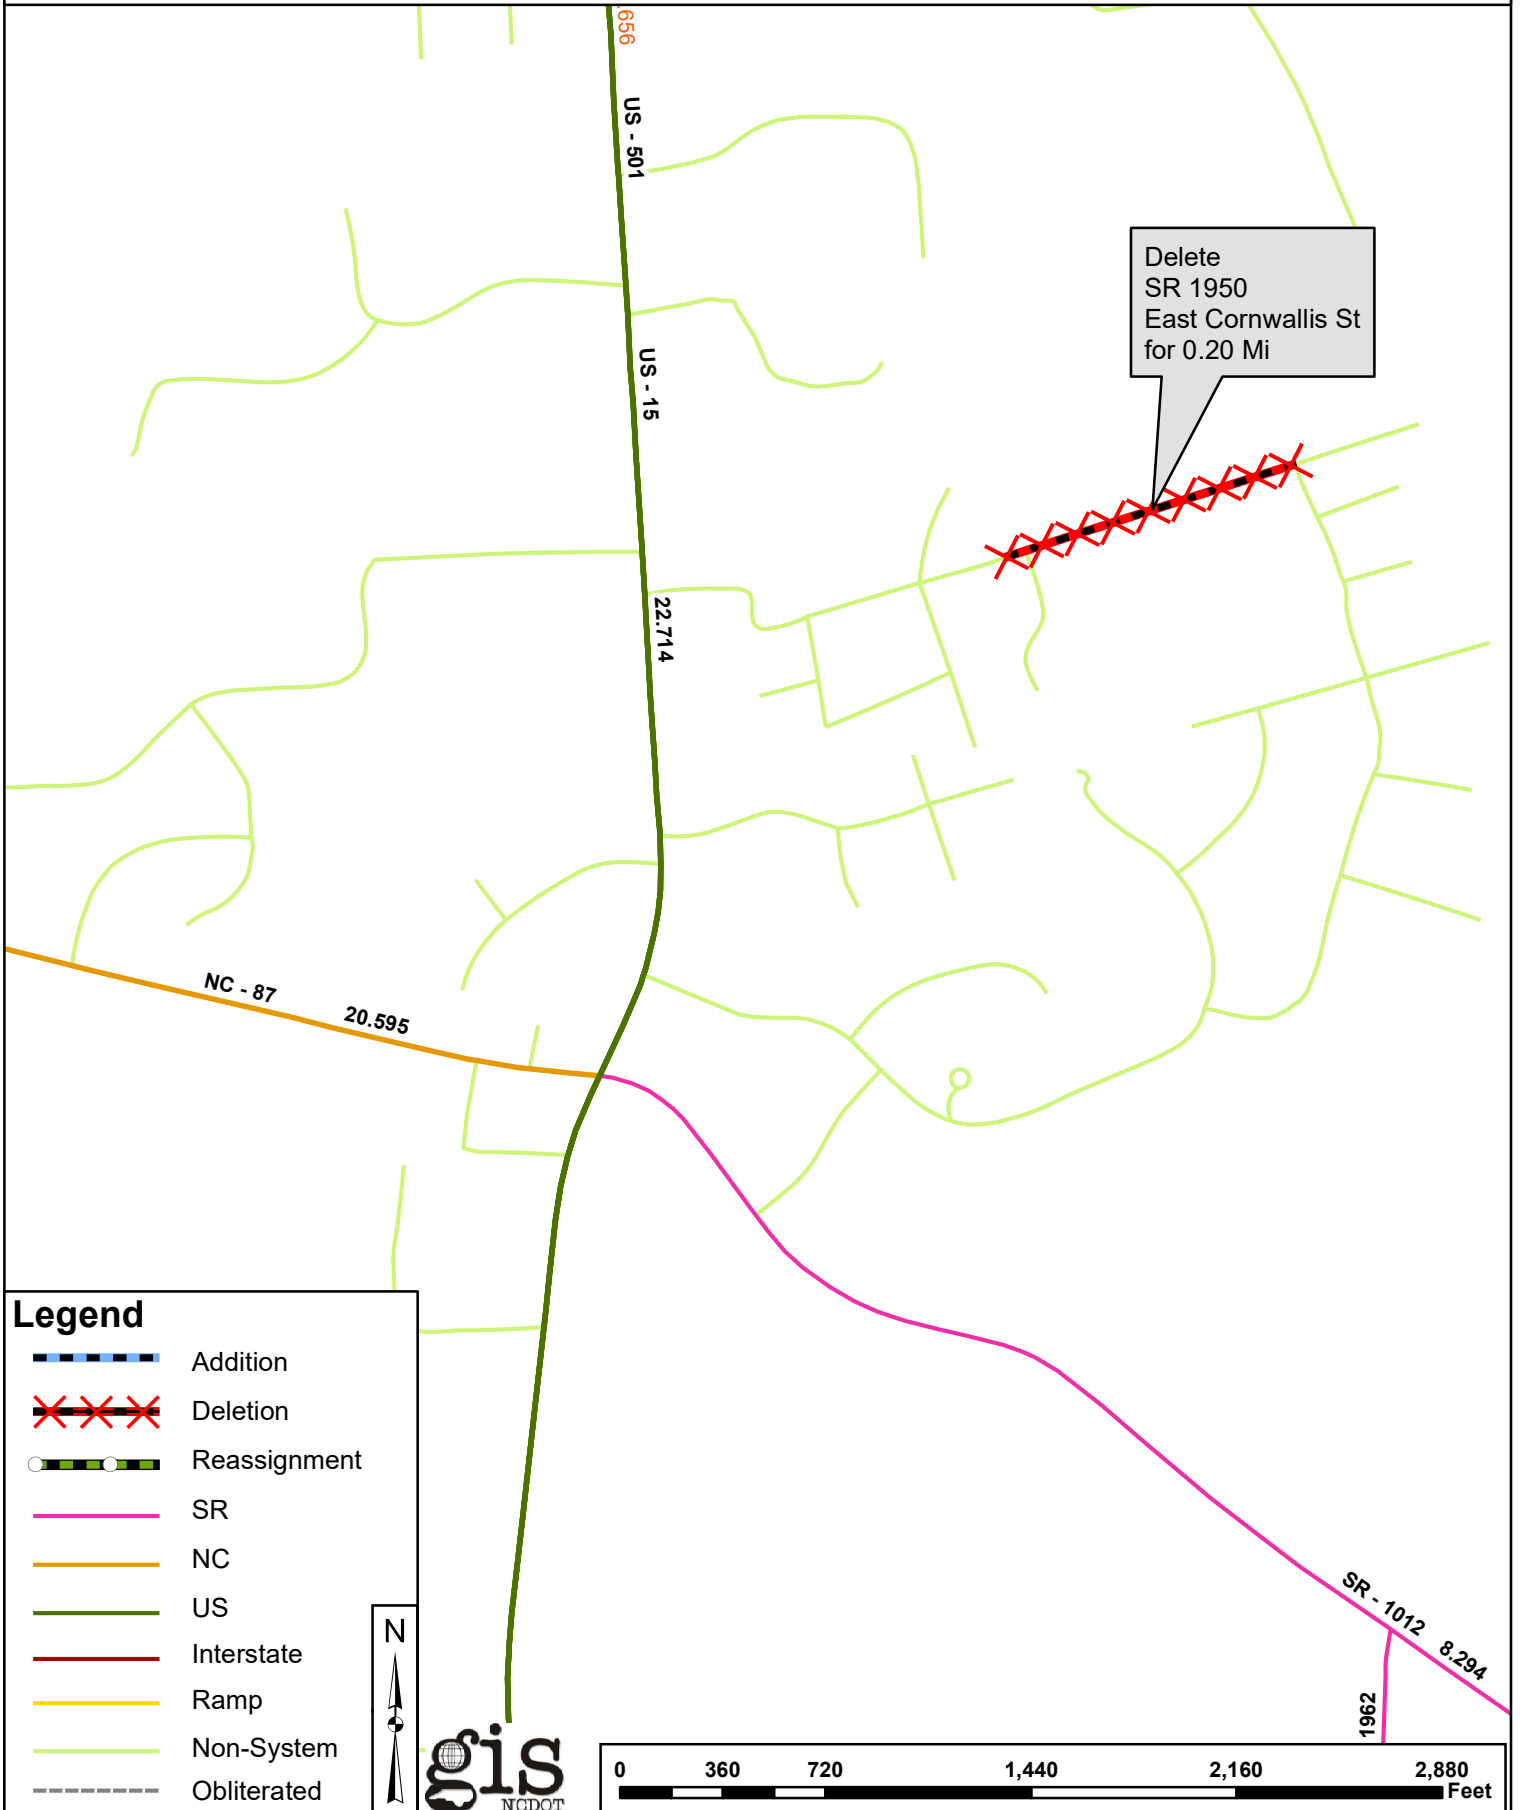 656
US - 501
Delete
SR 1950
East Cornwallis St
for 0.20 Mi
US - 15
22.714
NC - 87
20.595
Legend
Addition
Deletion
Reassignment
SR
NC
US
Interstate
Ramp
Non-System
Obliterated
N
gis
NCDOT
SR - 1012
8.294
1962
0 360 720 1,440 2,160 2,880
Feet